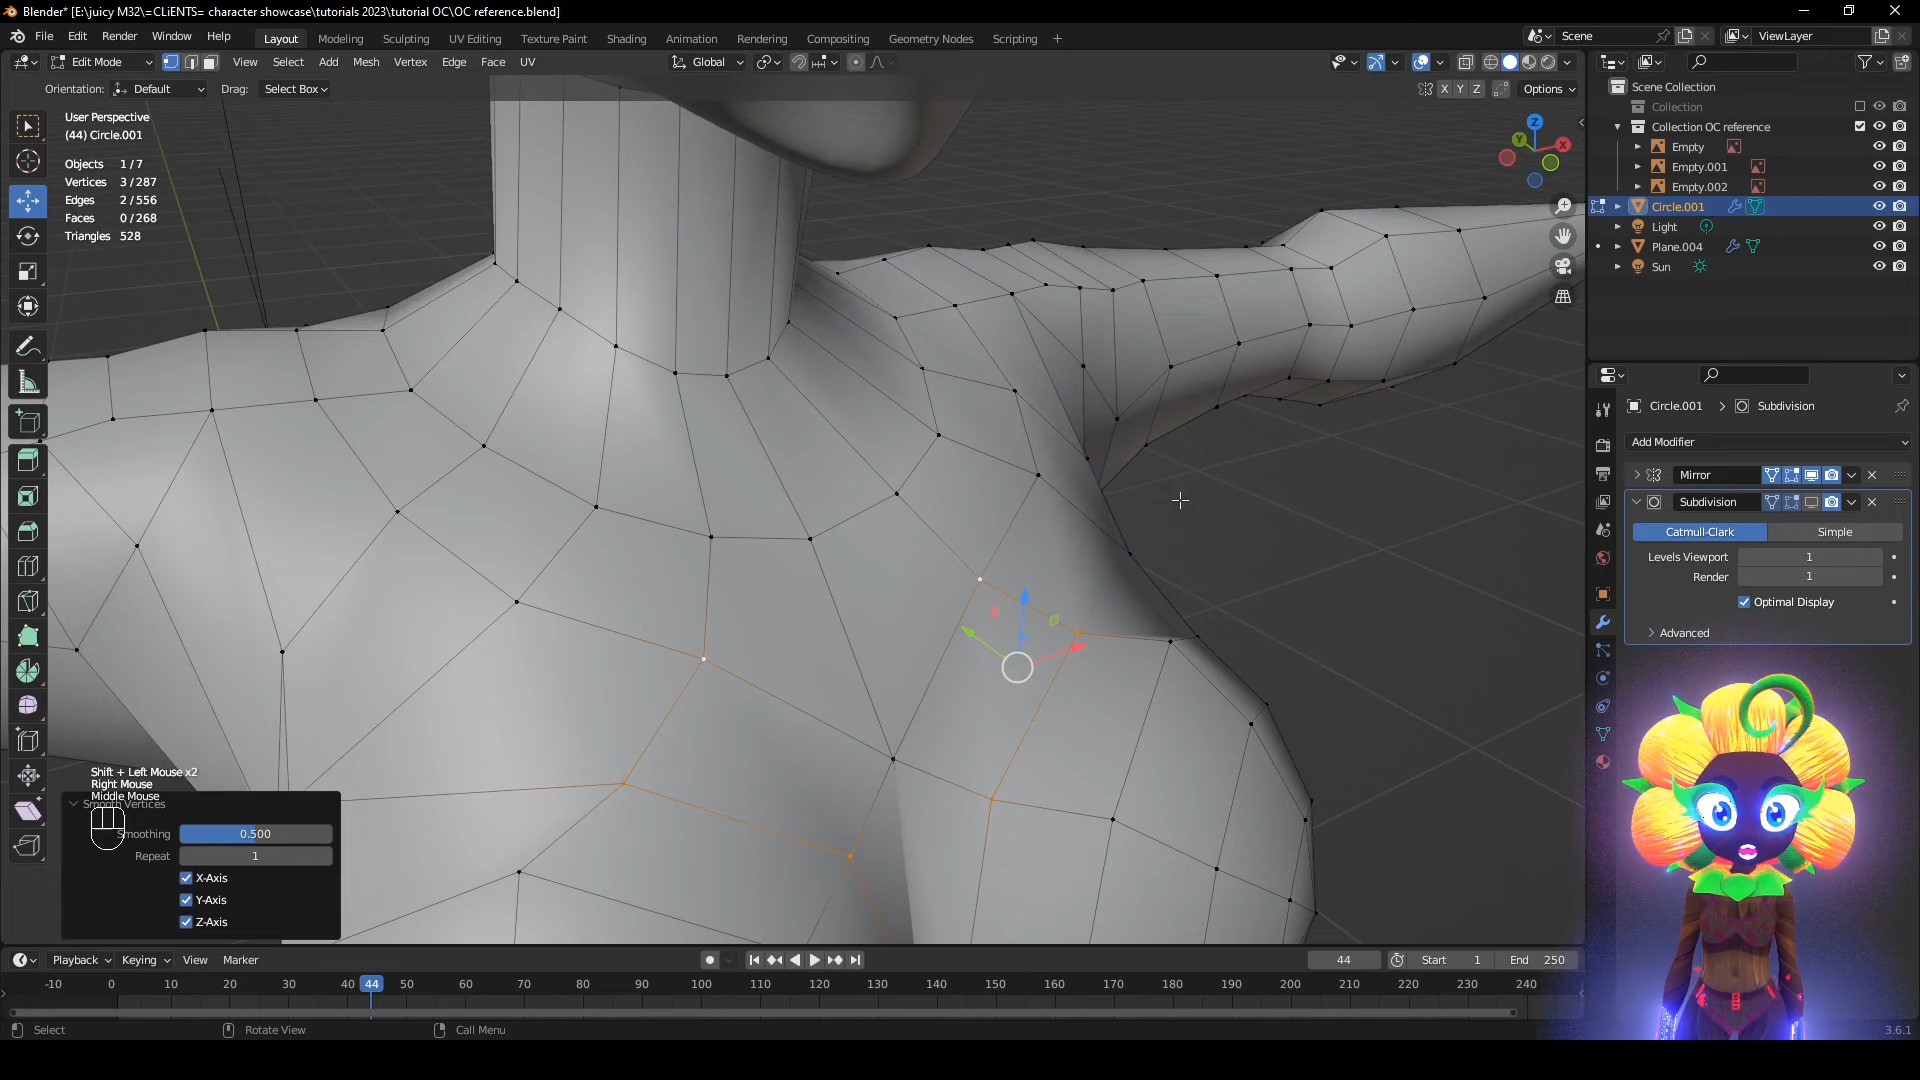 Blender* [E:\juicy M32\=CLiENTS= character showcase\tutorials 2023\tutorial OC\OC reference.blend]
File Edit Render Window Help Layout Modeling Sculpting UV Editing Texture Paint Shading Animation Rendering Compositing Geometry Nodes Scripting + Scene ViewLayer
Edit Mode View Select Add Mesh Vertex Edge Face UV Global
Orientation: Default Drag: Select Box X Y Z Options
User Perspective
(44) Circle.001
Objects 1/7
Vertices 3/287
Edges 2/556
Faces 0/268
Triangles 528
Z
Y
X
Scene Collection
Collection
Collection OC reference
Empty
Empty.001
Empty.002
Circle.001
Light
Plane.004
Sun
Circle.001 > Subdivision
Add Modifier
Mirror
Subdivision
Catmull-Clark Simple
Levels Viewport 1
Render 1
Optimal Display
Advanced
Shift + Left Mouse x2
Right Mouse
Middle Mouse
Smooth Vertices
Smoothing 0.500
Repeat 1
X-Axis
Y-Axis
Z-Axis
Playback Keying View Marker 44 Start 1 End 250
-10 0 10 20 30 40 44 50 60 70 80 90 100 110 120 130 140 150 160 170 180 190 200 210 220 230 240
Select Rotate View Call Menu 3.6.1